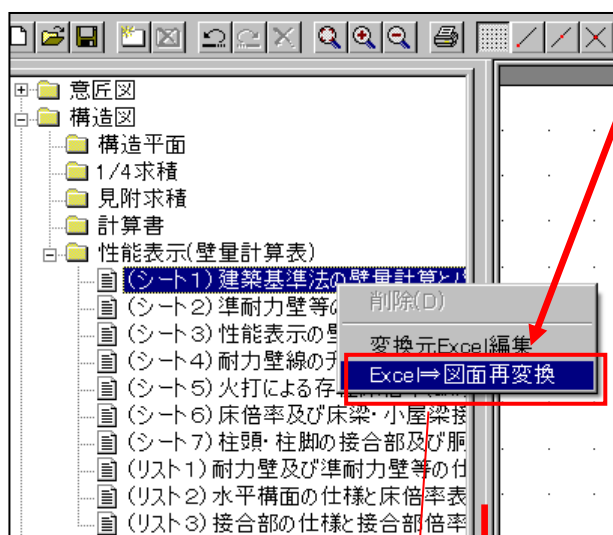 意匠図
構造図
構造平面
1/4求積
見附求積
計算書
性能表示(壁量計算表)
(シート1) 建築基準法の壁量計算と
(シート2) 準耐力壁等
(シート3) 性能表示の
(シート4) 耐力壁線の
(シート5) 火打による存
(シート6) 床倍率及び床梁・小屋梁接
(シート7) 柱頭・柱脚の接合部及び胴
(リスト1) 耐力壁及び準耐力壁等の仕
(リスト2) 水平構面の仕様と床倍率表
(リスト3) 接合部の仕様と接合部倍率
削除(D)
変換元Excel編集
Excel⇒図面再変換